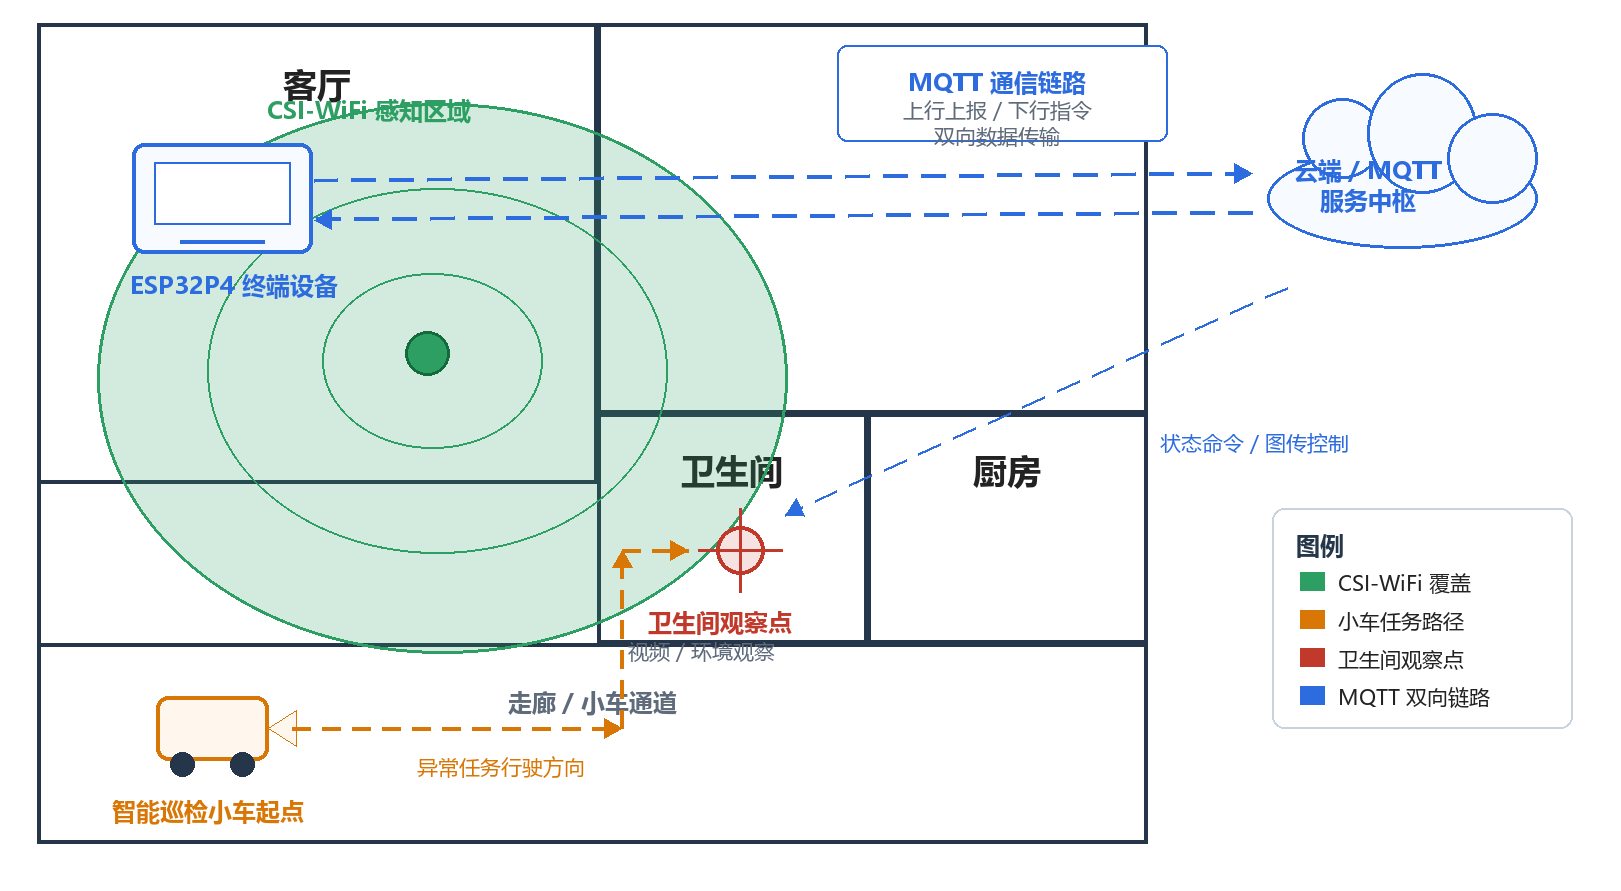 客厅
CSI-WiFi 感知区域
MQTT 通信链路
上行上报 / 下行指令
双向数据传输
云端 / MQTT
服务中枢
ESP32P4 终端设备
状态命令 / 图传控制
卫生间
厨房
卫生间观察点
视频 / 环境观察
走廊 / 小车通道
异常任务行驶方向
智能巡检小车起点
图例
CSI-WiFi 覆盖
小车任务路径
卫生间观察点
MQTT 双向链路